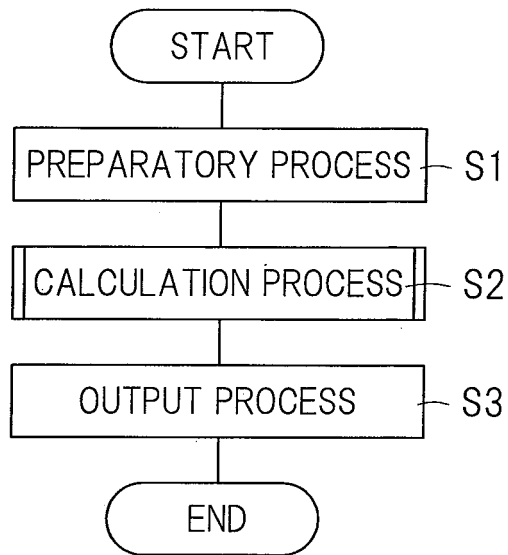 START
PREPARATORY PROCESS S1
CALCULATION PROCESS S2
OUTPUT PROCESS S3
END